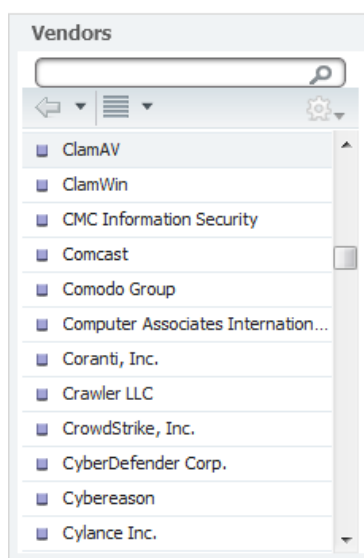 Vendors
ClamAV
ClamWin
CMC Information Security
Comcast
Comodo Group
Computer Associates Internation...
Coranti, Inc.
Crawler LLC
CrowdStrike, Inc.
CyberDefender Corp.
Cybereason
Cylance Inc.